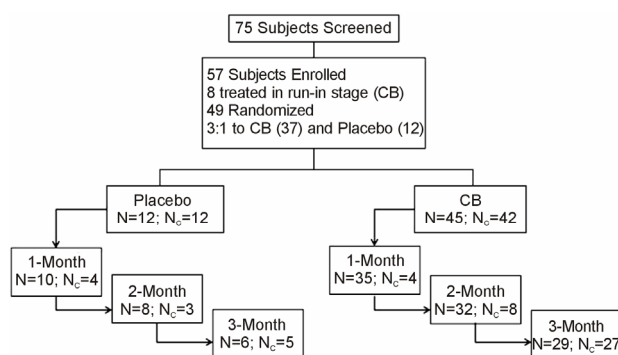 75 Subjects Screened
57 Subjects Enrolled
8 treated in run-in stage (CB)
49 Randomized
3:1 to CB (37) and Placebo (12)
Placebo
N=12; Nc=12
CB
N=45; Nc=42
1-Month
N=10; Nc=4
2-Month
N=8; Nc=3
3-Month
N=6; Nc=5
1-Month
N=35; Nc=4
2-Month
N=32; Nc=8
3-Month
N=29; Nc=27